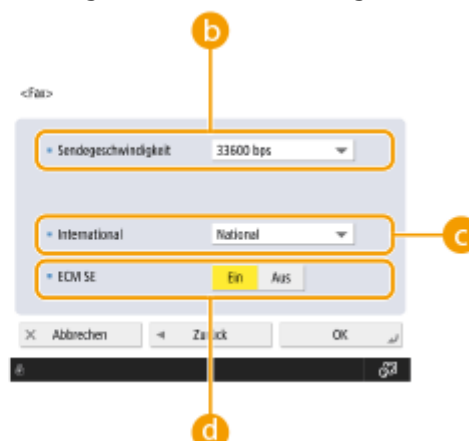 b
<Fax>
Sendegeschwindigkeit 33600 bps
International National
c
ECM SE Ein Aus
Abbrechen Zurück OK
d